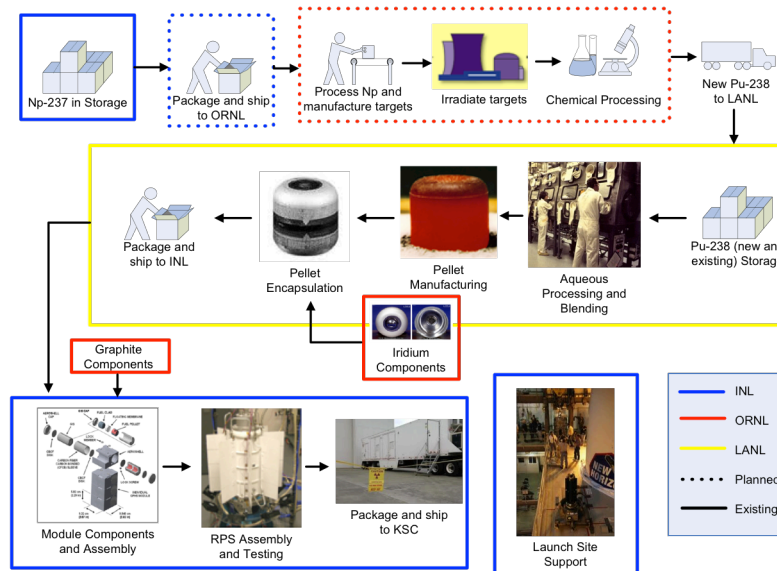 Np-237 in Storage
Package and ship
to ORNL
Process Np and
manufacture targets
Irradiate targets
Chemical Processing
New Pu-238
to LANL
Package and
ship to INL
Pellet
Encapsulation
Pellet
Manufacturing
Aqueous
Processing and
Blending
Pu-238 (new an
existing) Storag
Iridium
Components
Graphite
Components
Module Components
and Assembly
RPS Assembly
and Testing
Package and ship
to KSC
NEW
HORIZ
Launch Site
Support
INL
ORNL
LANL
Planned
Existing